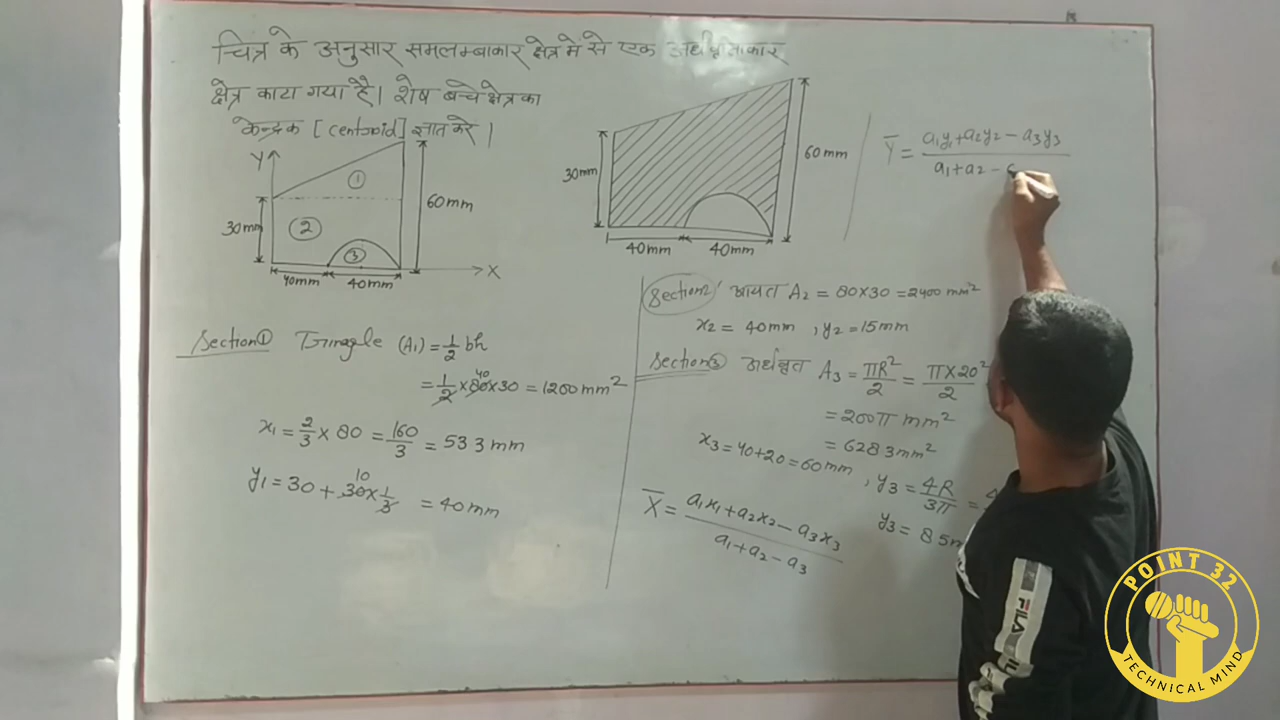 चित्र के अनुसार समलम्बाकार क्षेत्र मे से एक अर्धवृताकार
क्षेत्र काटा गया है। शेष बच्चे क्षेत्र का
केन्द्रक [centroid] ज्ञात करे।
Y
①
②
③
30mm
60mm
40mm 40mm
X
30mm
60mm
40mm 40mm
Section① Triangle (A₁) = 1/2 bh
= 1/2 × 80 × 30 = 1200 mm²
40
x₁ = 2/3 × 80 = 160/3 = 53.3 mm
y₁ = 30 + 30 × 1/3 = 40 mm
10
Section2 आयत A₂ = 80×30 = 2400 mm²
x₂ = 40mm , y₂ = 15mm
Section③ अर्धवृत A₃ = πR²/2 = π×20²/2
= 200π mm²
= 628.3 mm²
x₃ = 40+20 = 60mm , y₃ = 4R/3π =
y₃ = 8.5
X̄ = a₁x₁+a₂x₂ − a₃x₃ / a₁+a₂ − a₃
Ȳ = a₁y₁+a₂y₂ − a₃y₃ / a₁+a₂ −
FILA
POINT 32
TECHNICAL MIND